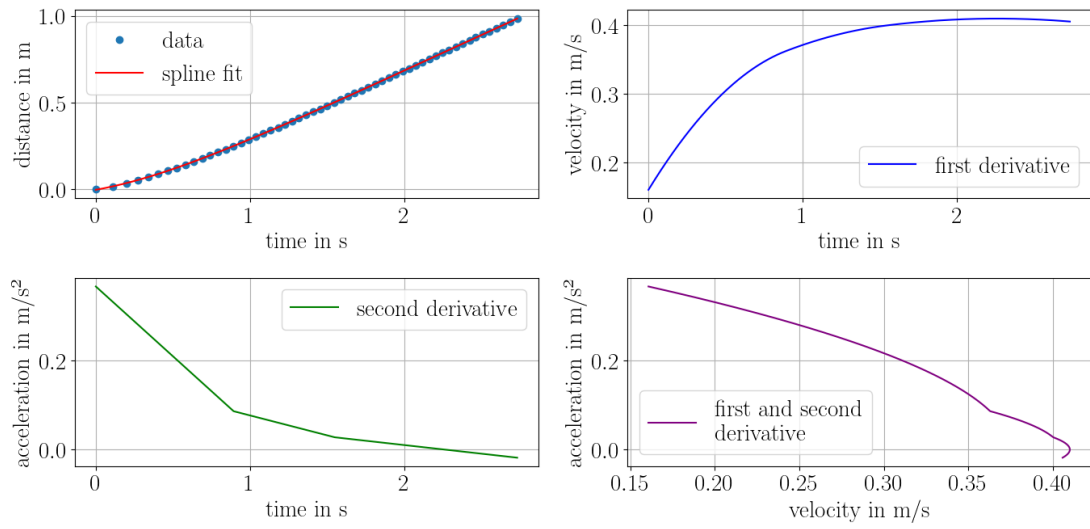 distance in m
1.0
0.5
0.0
data
spline fit
0
1
2
time in s
velocity in m/s
0.4
0.3
0.2
first derivative
0
1
2
time in s
acceleration in m/s²
0.2
0.0
second derivative
0
1
2
time in s
acceleration in m/s²
0.2
0.0
first and second
derivative
0.15
0.20
0.25
0.30
0.35
0.40
velocity in m/s